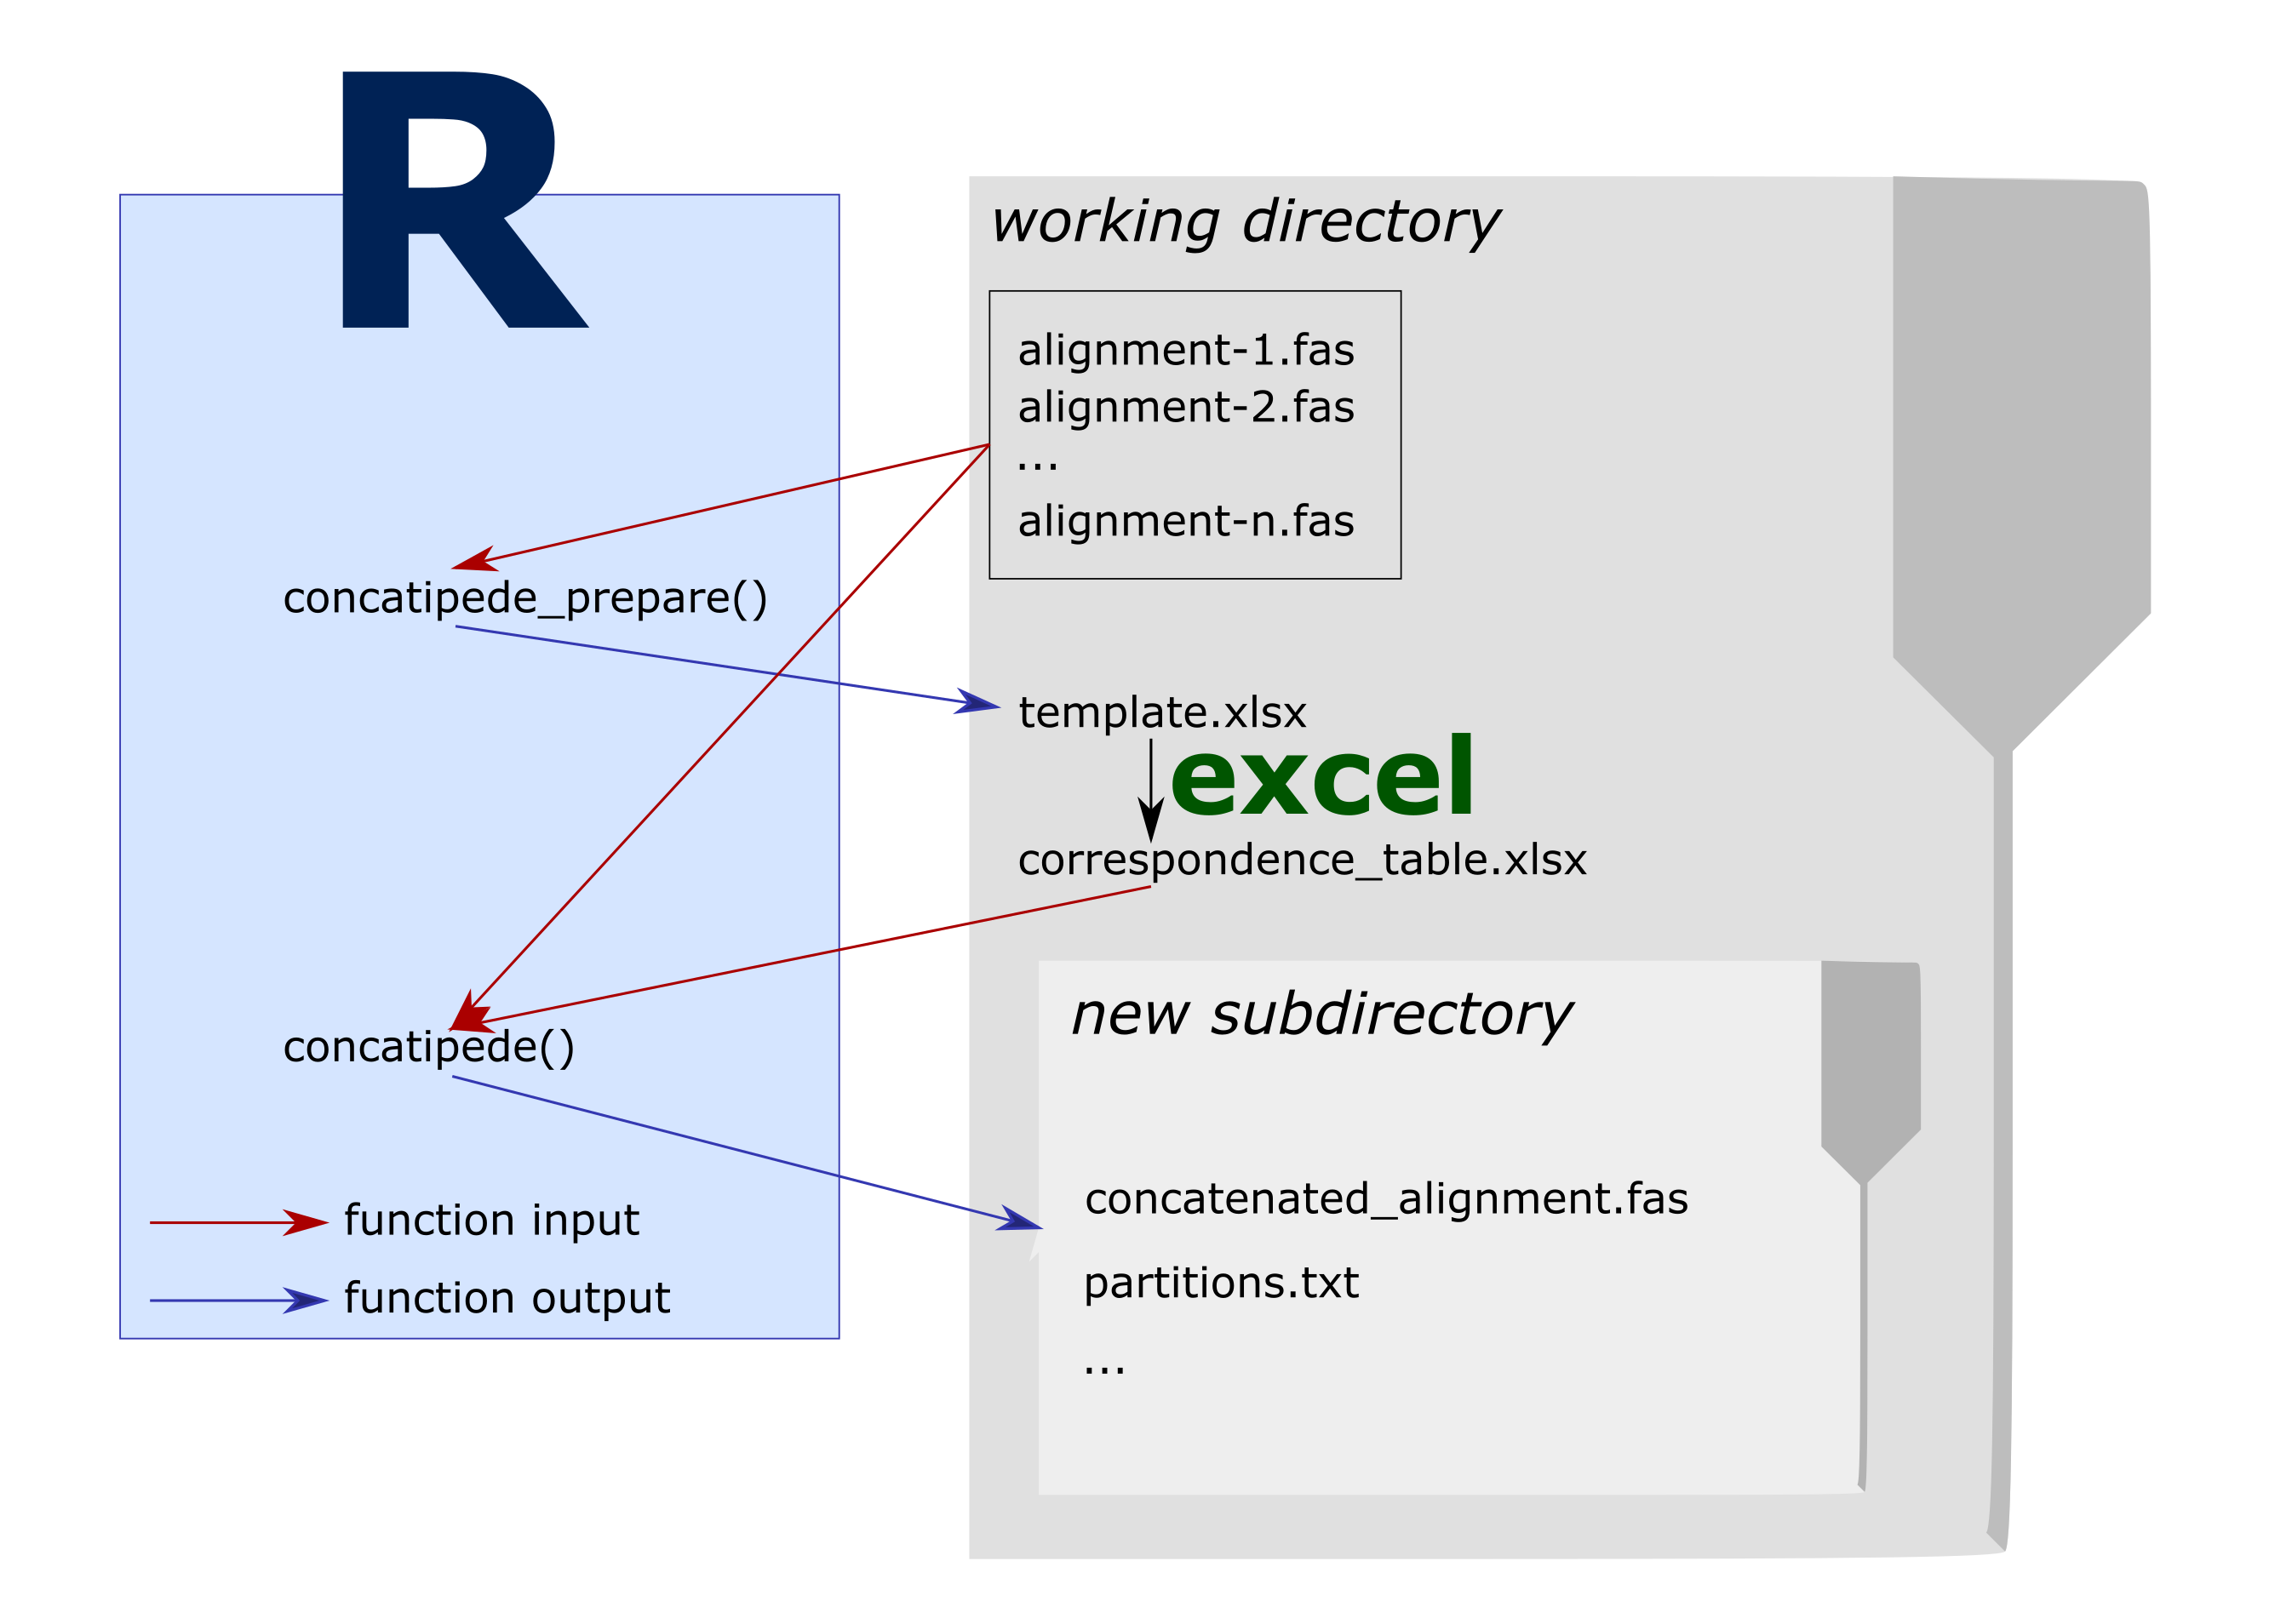 R
working directory
alignment-1.fas
alignment-2.fas
...
alignment-n.fas
concatipede_prepare()
template.xlsx
excel
correspondence_table.xlsx
new subdirectory
concatipede()
concatenated_alignment.fas
partitions.txt
...
function input
function output